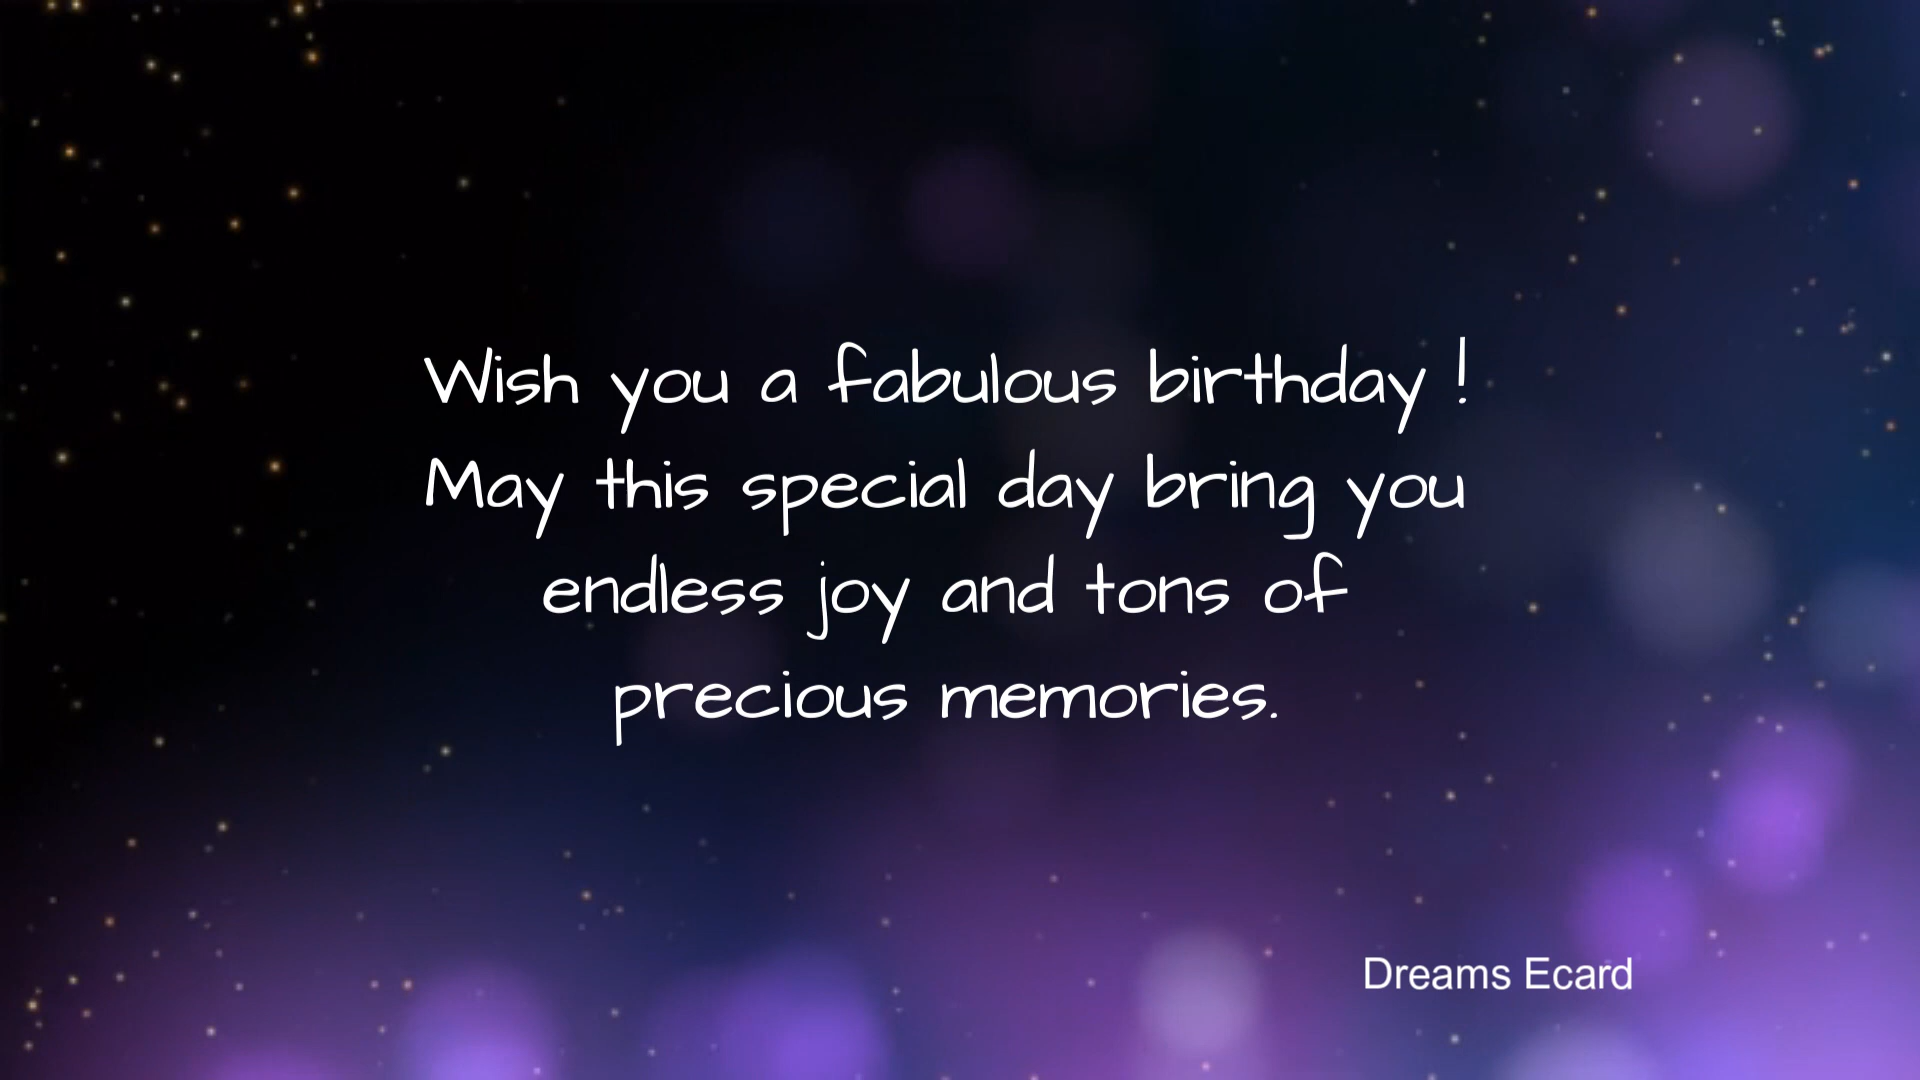 Wish you a fabulous birthday !
May this special day bring you
endless joy and tons of
precious memories.
Dreams Ecard